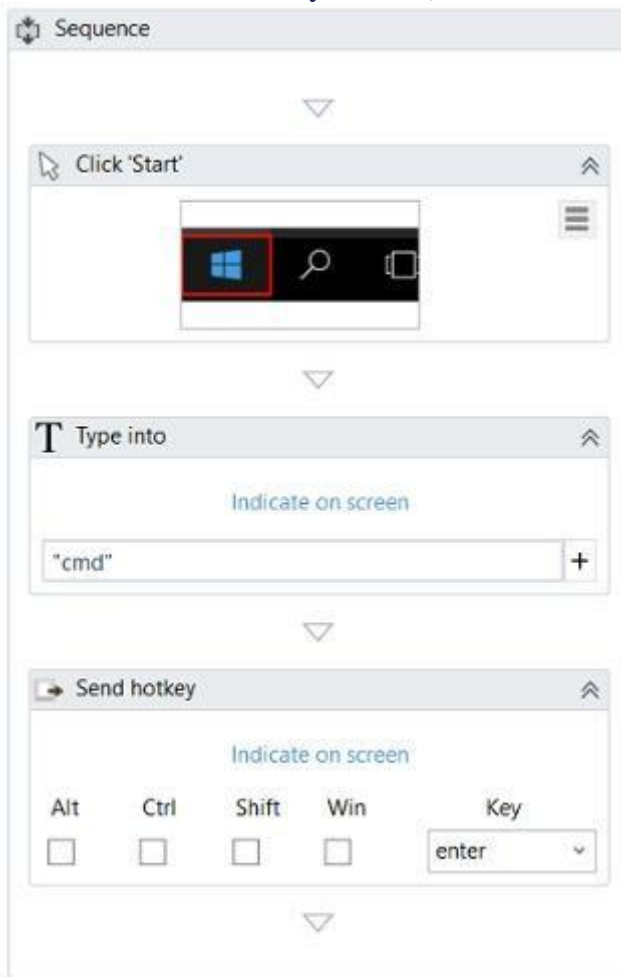 Sequence
Click 'Start'
T Type into
Indicate on screen
"cmd" +
Send hotkey
Indicate on screen
Alt Ctrl Shift Win Key
enter